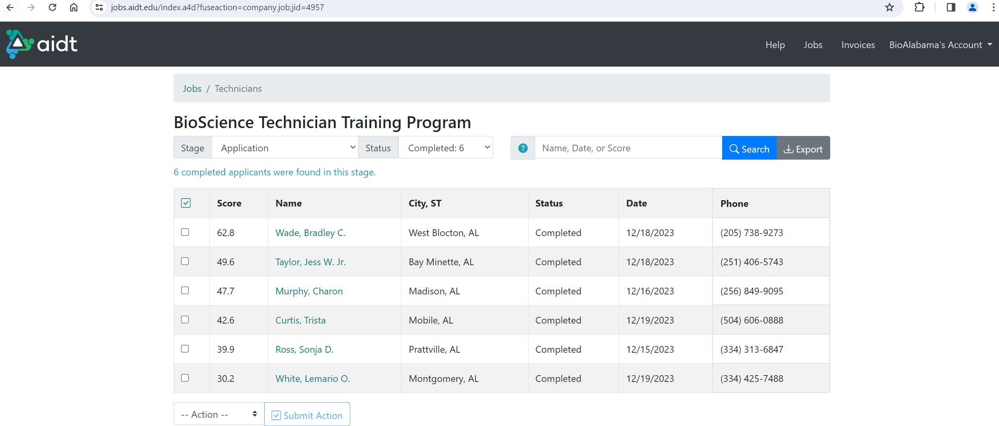 jobs.aidt.edu/index.a4d?fuseaction=company.job;jid=4957
aidt Help Jobs Invoices BioAlabama's Account
Jobs / Technicians
BioScience Technician Training Program
Stage Application Status Completed: 6 ? Name, Date, or Score Search Export
6 completed applicants were found in this stage.
Score Name City, ST Status Date Phone
62.8 Wade, Bradley C. West Blocton, AL Completed 12/18/2023 (205) 738-9273
49.6 Taylor, Jess W. Jr. Bay Minette, AL Completed 12/18/2023 (251) 406-5743
47.7 Murphy, Charon Madison, AL Completed 12/16/2023 (256) 849-9095
42.6 Curtis, Trista Mobile, AL Completed 12/19/2023 (504) 606-0888
39.9 Ross, Sonja D. Prattville, AL Completed 12/15/2023 (334) 313-6847
30.2 White, Lemario O. Montgomery, AL Completed 12/19/2023 (334) 425-7488
-- Action -- Submit Action